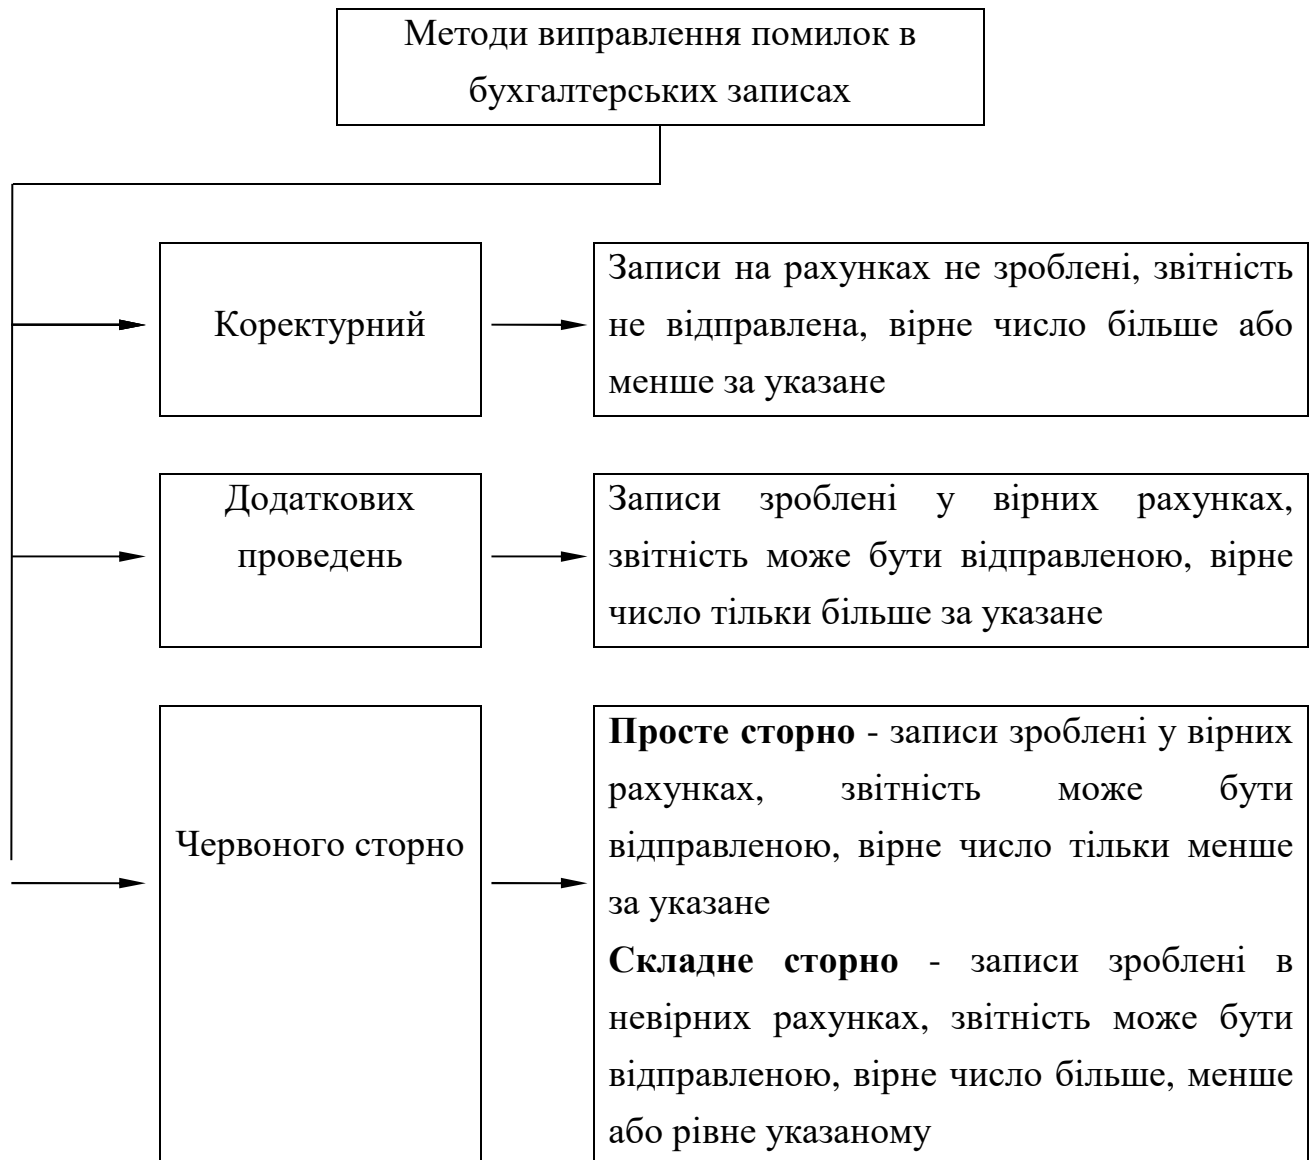 Методи виправлення помилок в
бухгалтерських записах
Коректурний
Записи на рахунках не зроблені, звітність
не відправлена, вірне число більше або
менше за указане
Додаткових
проведень
Записи зроблені у вірних рахунках,
звітність може бути відправленою, вірне
число тільки більше за указане
Червоного сторно
Просте сторно - записи зроблені у вірних
рахунках, звітність може бути
відправленою, вірне число тільки менше
за указане
Складне сторно - записи зроблені в
невірних рахунках, звітність може бути
відправленою, вірне число більше, менше
або рівне указаному